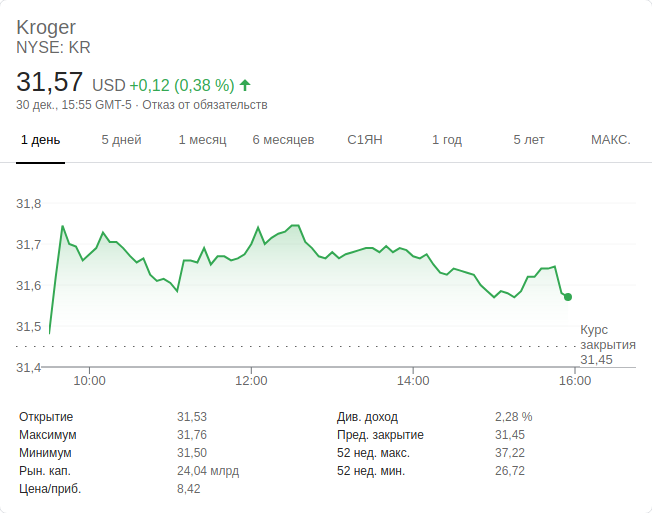 Kroger
NYSE: KR
31,57 USD +0,12 (0,38 %)
30 дек., 15:55 GMT-5 · Отказ от обязательств
1 день 5 дней 1 месяц 6 месяцев С1ЯН 1 год 5 лет МАКС.
31,8
31,7
31,6
31,5
Курс
закрытия
31,45
31,4
10:00 12:00 14:00 16:00
Открытие 31,53 Див. доход 2,28 %
Максимум 31,76 Пред. закрытие 31,45
Минимум 31,50 52 нед. макс. 37,22
Рын. кап. 24,04 млрд 52 нед. мин. 26,72
Цена/приб. 8,42